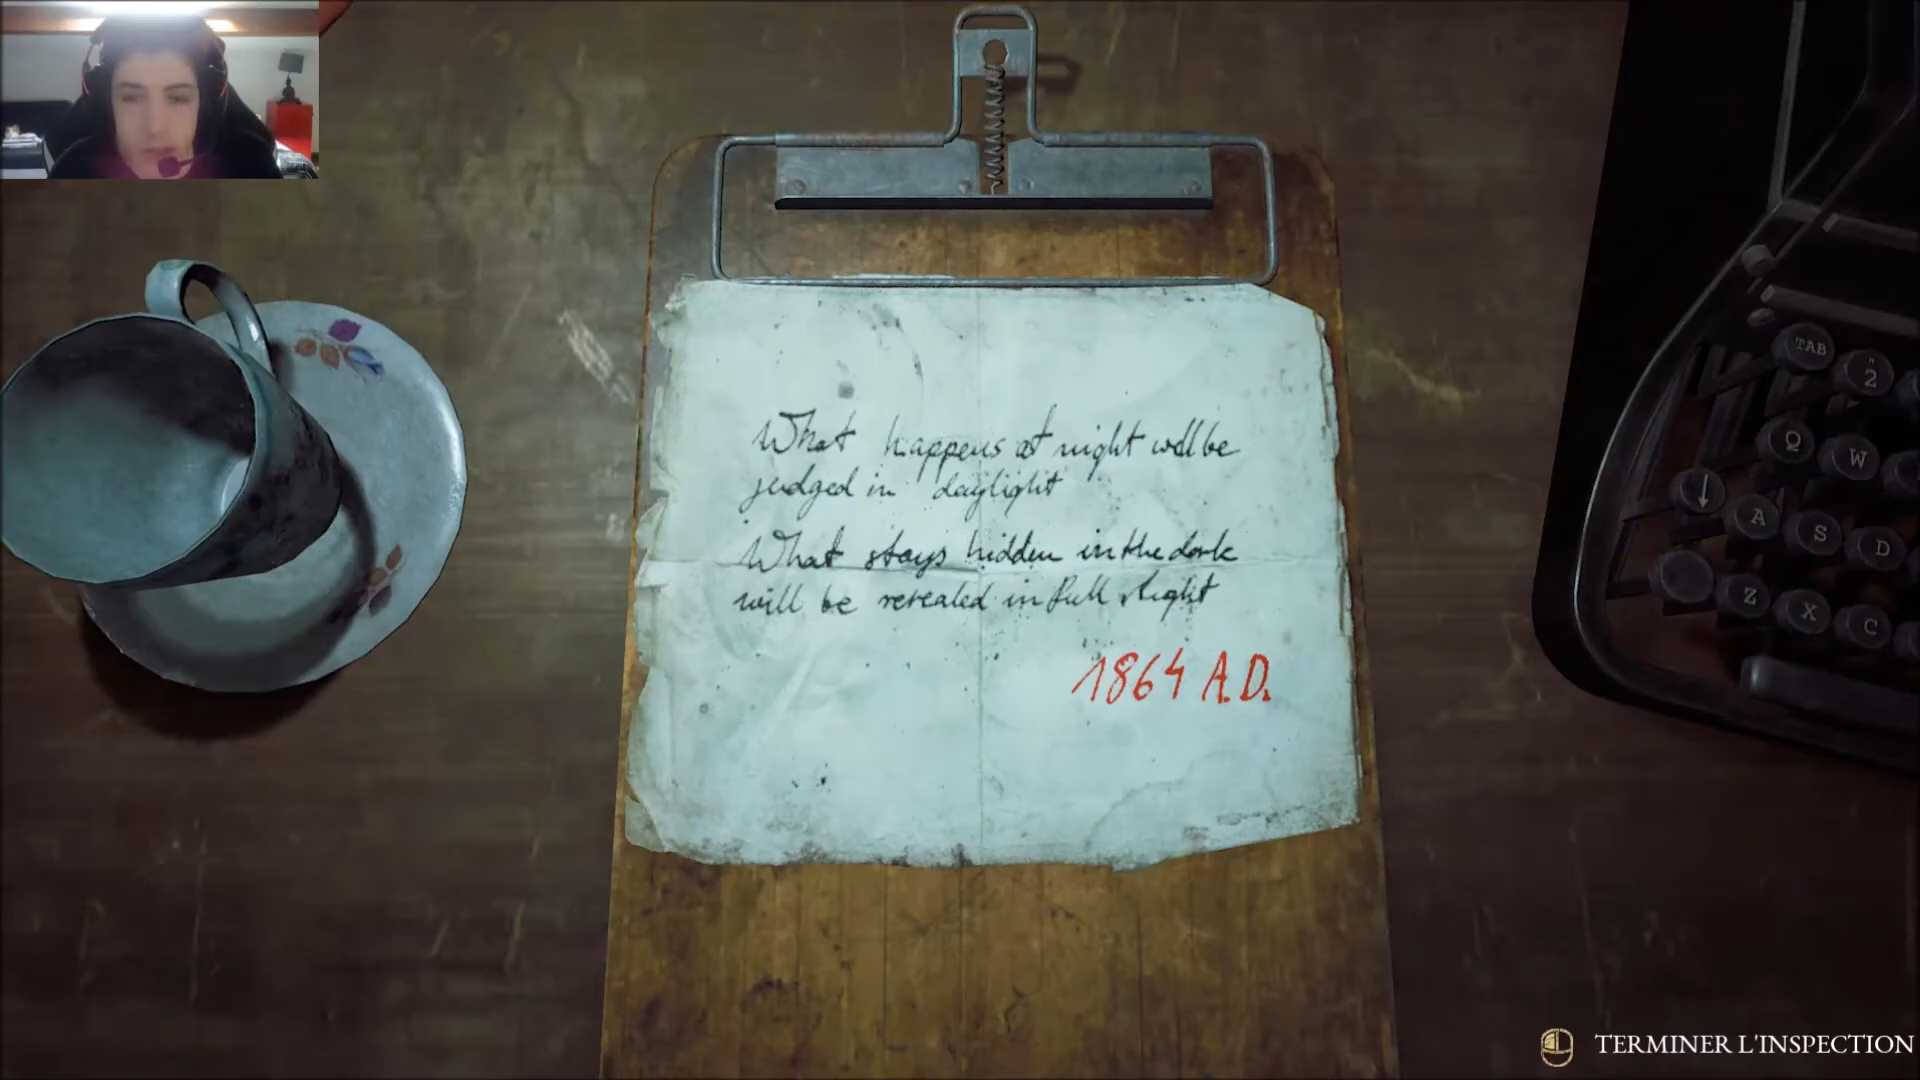 What happens at night will be
judged in daylight
What stays hidden in the dark
will be revealed in full light
1864 A.D.
TAB
" 2
Q W
↓ A S D
Z X C
TERMINER L'INSPECTION